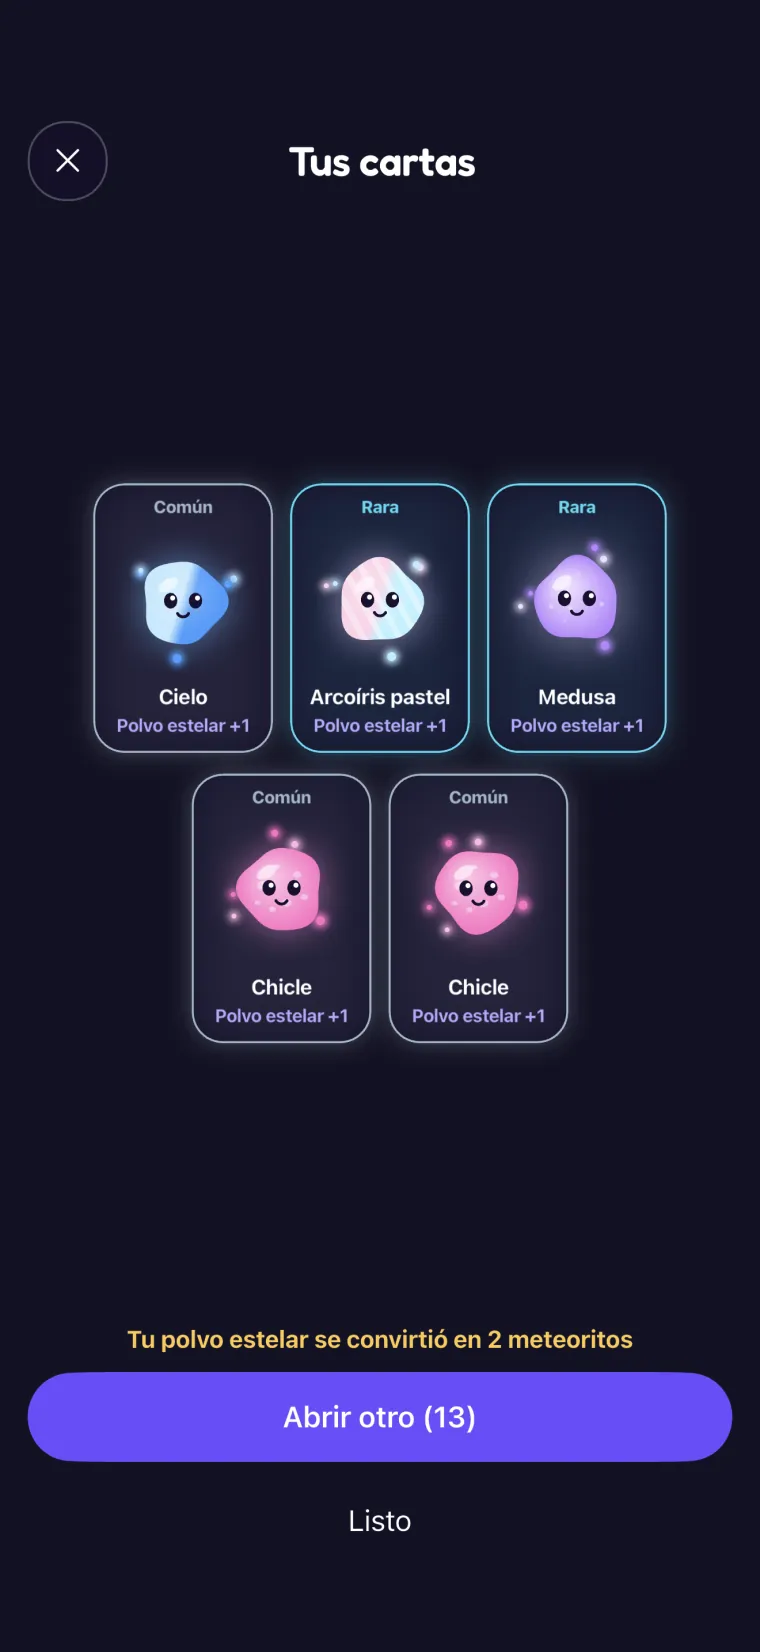 Tus cartas
Común
Rara
Rara
Cielo
Arcoíris pastel
Medusa
Polvo estelar +1
Polvo estelar +1
Polvo estelar +1
Común
Común
Chicle
Chicle
Polvo estelar +1
Polvo estelar +1
Tu polvo estelar se convirtió en 2 meteoritos
Abrir otro (13)
Listo